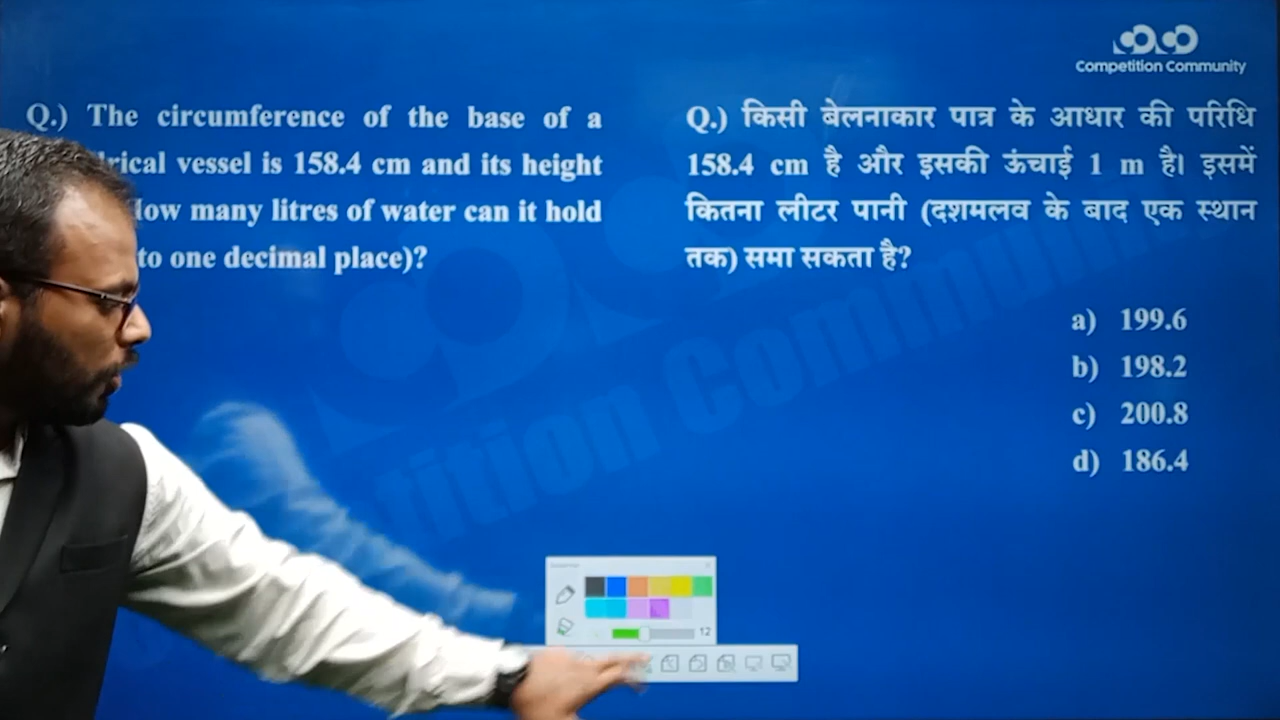 Competition Community
Q.) The circumference of the base of a
vessel is 158.4 cm and its height
How many litres of water can it hold
to one decimal place)?
Q.) किसी बेलनाकार पात्र के आधार की परिधि
158.4 cm है और इसकी ऊंचाई 1 m है। इसमें
कितना लीटर पानी (दशमलव के बाद एक स्थान
तक) समा सकता है?
a) 199.6
b) 198.2
c) 200.8
d) 186.4
12